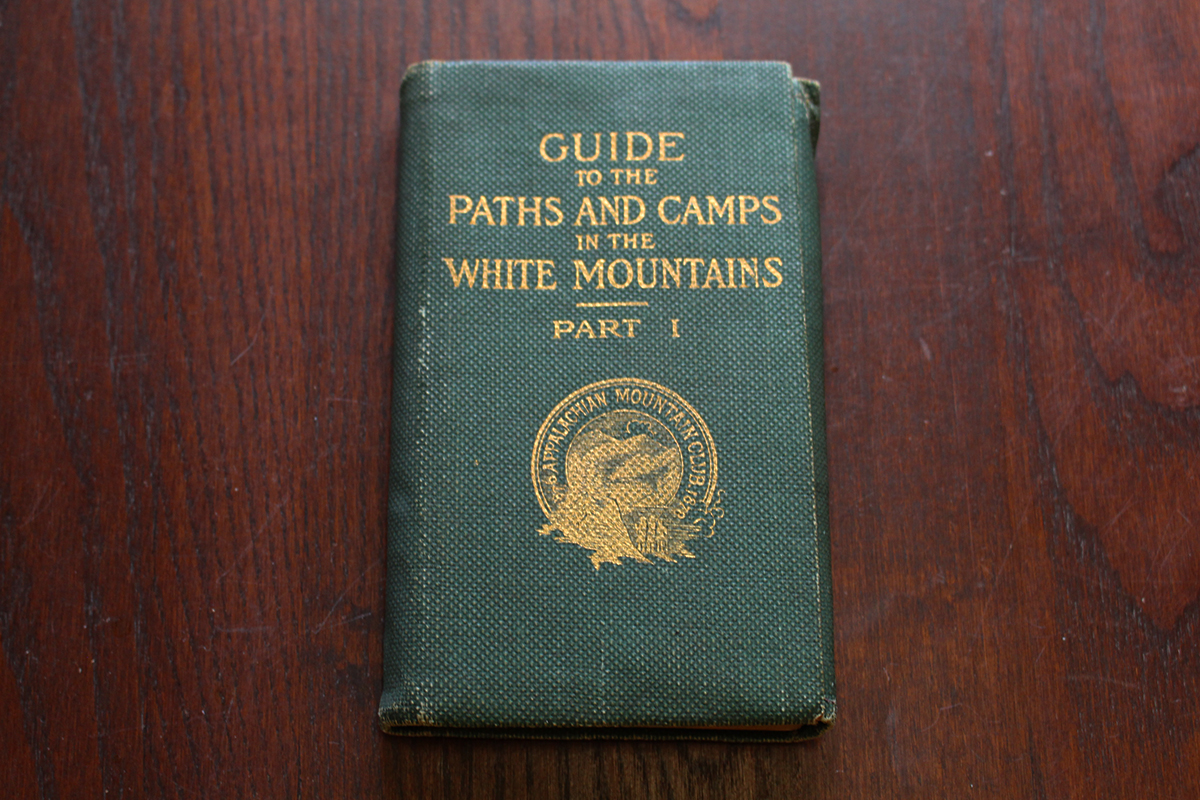 GUIDE
TO THE
PATHS AND CAMPS
IN THE
WHITE MOUNTAINS
PART I
APPALACHIAN MOUNTAIN CLUB